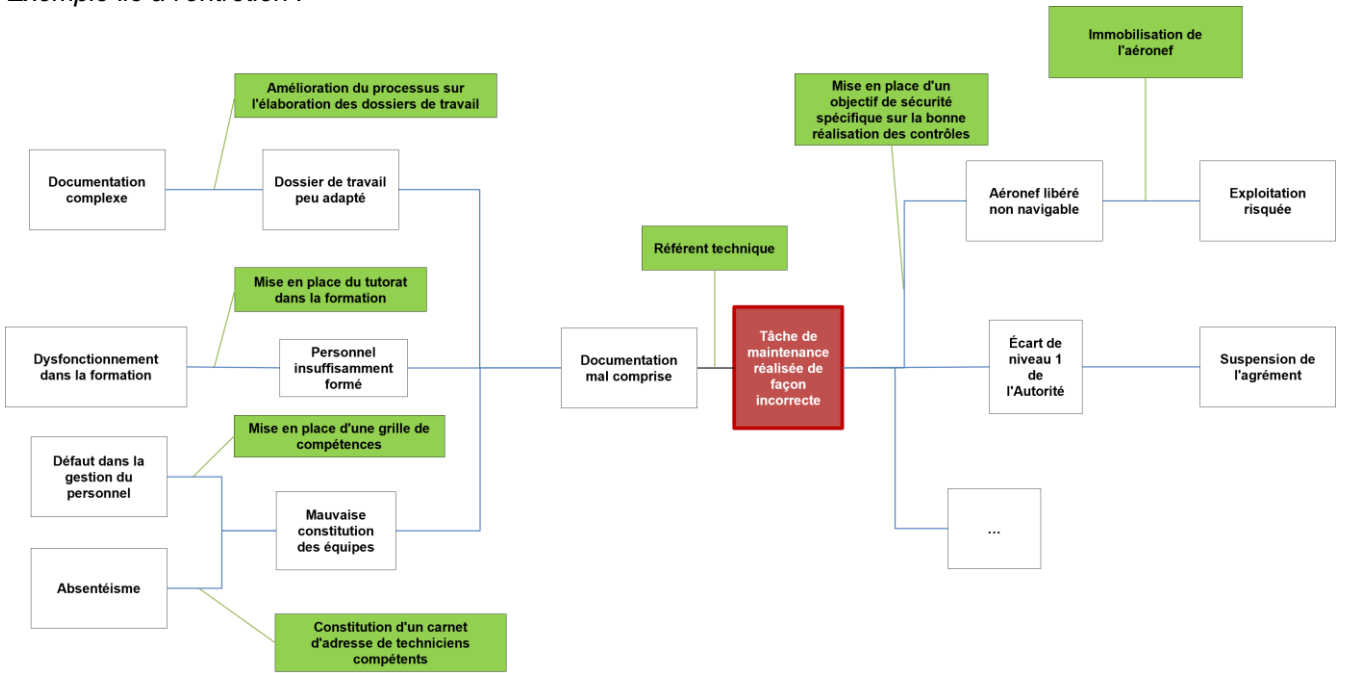 Exemple lié à l'entretien :
Immobilisation de
l'aéronef
Amélioration du processus sur
l'élaboration des dossiers de travail
Mise en place d'un
objectif de sécurité
spécifique sur la bonne
réalisation des contrôles
Documentation
complexe
Dossier de travail
peu adapté
Aéronef libéré
non navigable
Exploitation
risquée
Référent technique
Mise en place du tutorat
dans la formation
Dysfonctionnement
dans la formation
Personnel
insuffisamment
formé
Documentation
mal comprise
Tâche de
maintenance
réalisée de
façon
incorrecte
Écart de
niveau 1
de
l'Autorité
Suspension de
l'agrément
Mise en place d'une grille de
compétences
Défaut dans la
gestion du
personnel
Mauvaise
constitution
des équipes
...
Absentéisme
Constitution d'un carnet
d'adresse de techniciens
compétents